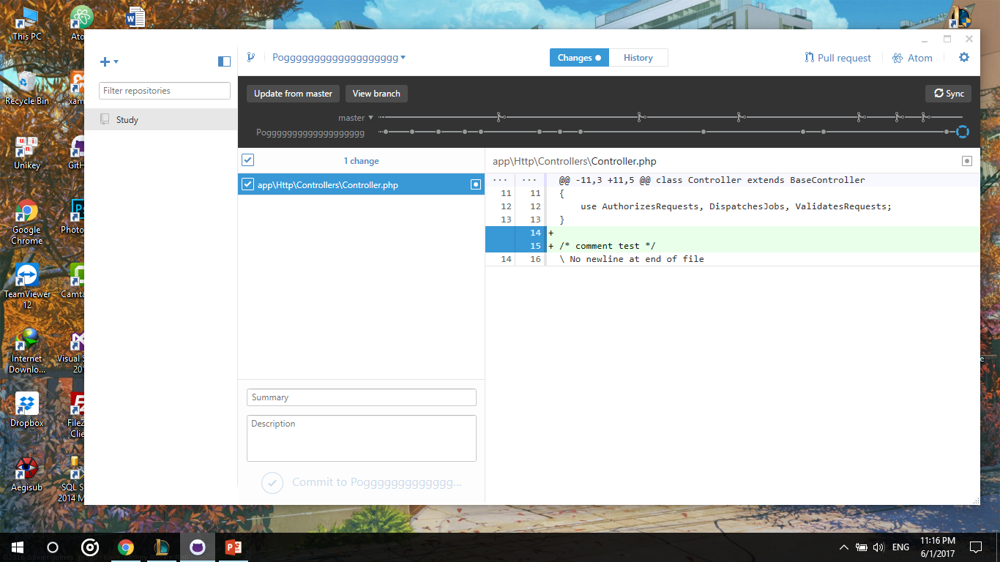 This PC
Ato
Recycle Bin
xam
Unikey
GitH
Google
Chrome
Photo
TeamViewer
12
Camta
Internet
Downlo...
Visual S
201
Dropbox
FileZ
Clie
Aegisub
SQL S
2014 M
Filter repositories
Study
Poggggggggggggggggggg
Changes
History
Pull request
Atom
Update from master
View branch
Sync
master
Poggggggggggggggggggg
1 change
app\Http\Controllers\Controller.php
app\Http\Controllers\Controller.php
... ... @@ -11,3 +11,5 @@ class Controller extends BaseController
11 11 {
12 12 use AuthorizesRequests, DispatchesJobs, ValidatesRequests;
13 13 }
14 +
15 + /* comment test */
14 16 \ No newline at end of file
Summary
Description
Commit to Poggggggggggggg...
ENG
11:16 PM
6/1/2017